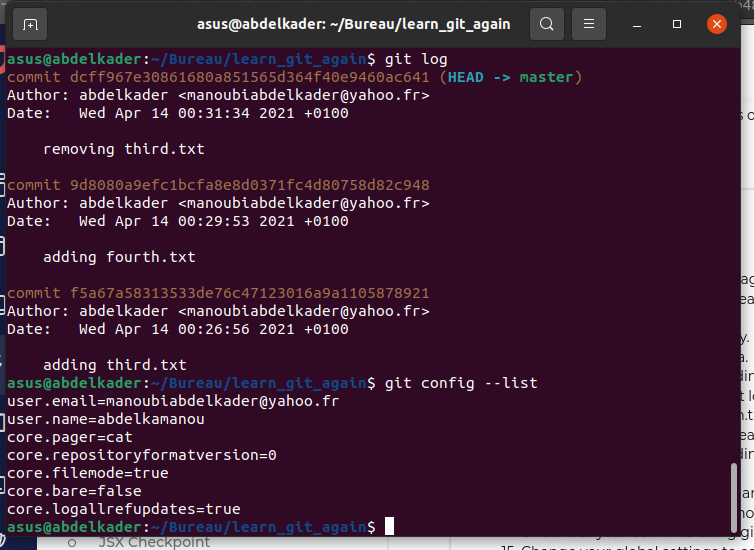 asus@abdelkader: ~/Bureau/learn_git_again
asus@abdelkader:~/Bureau/learn_git_again$ git log
commit dcff967e30861680a851565d364f40e9460ac641 (HEAD -> master)
Author: abdelkader <manoubiabdelkader@yahoo.fr>
Date:   Wed Apr 14 00:31:34 2021 +0100
removing third.txt
commit 9d8080a9efc1bcfa8e8d0371fc4d80758d82c948
Author: abdelkader <manoubiabdelkader@yahoo.fr>
Date:   Wed Apr 14 00:29:53 2021 +0100
adding fourth.txt
commit f5a67a58313533de76c47123016a9a1105878921
Author: abdelkader <manoubiabdelkader@yahoo.fr>
Date:   Wed Apr 14 00:26:56 2021 +0100
adding third.txt
asus@abdelkader:~/Bureau/learn_git_again$ git config --list
user.email=manoubiabdelkader@yahoo.fr
user.name=abdelkamanou
core.pager=cat
core.repositoryformatversion=0
core.filemode=true
core.bare=false
core.logallrefupdates=true
asus@abdelkader:~/Bureau/learn_git_again$
JSX Checkpoint